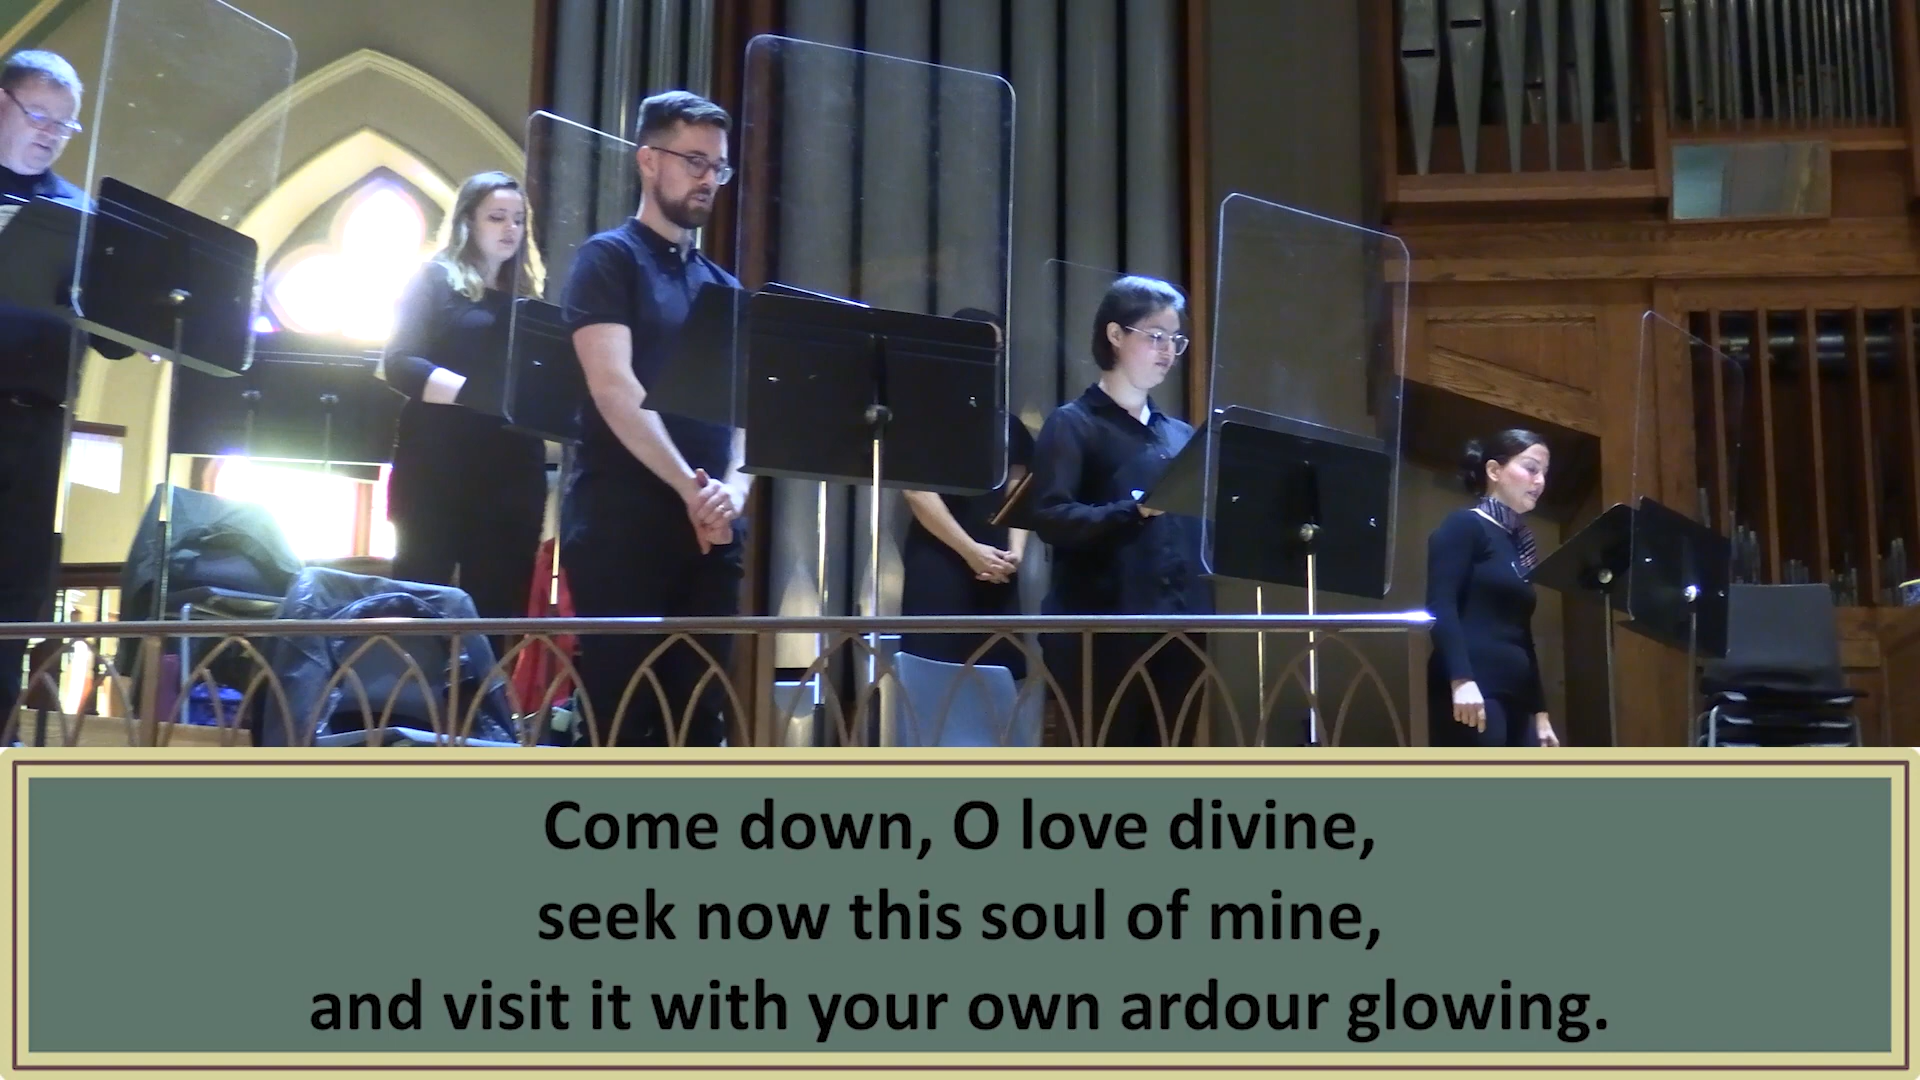 Come down, O love divine,
seek now this soul of mine,
and visit it with your own ardour glowing.